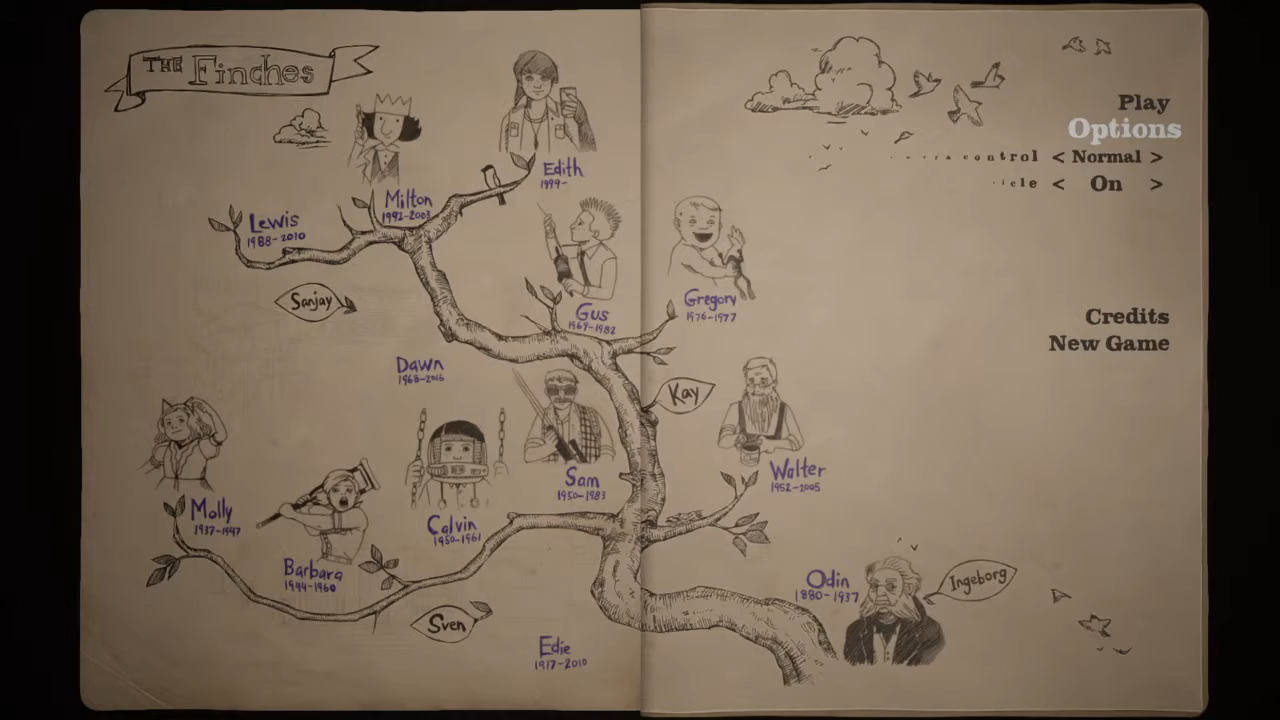 THE Finches
Edith
1999-
Milton
1992-2003
Lewis
1988-2010
Sanjay
Gus
1969-1982
Gregory
1976-1977
Dawn
1968-2016
Kay
Sam
1950-1983
Walter
1952-2005
Molly
1937-1947
Barbara
1944-1960
Calvin
1950-1961
Sven
Edie
1917-2010
Odin
1880-1937
Ingeborg
Play
Options
control < Normal >
< On >
Credits
New Game